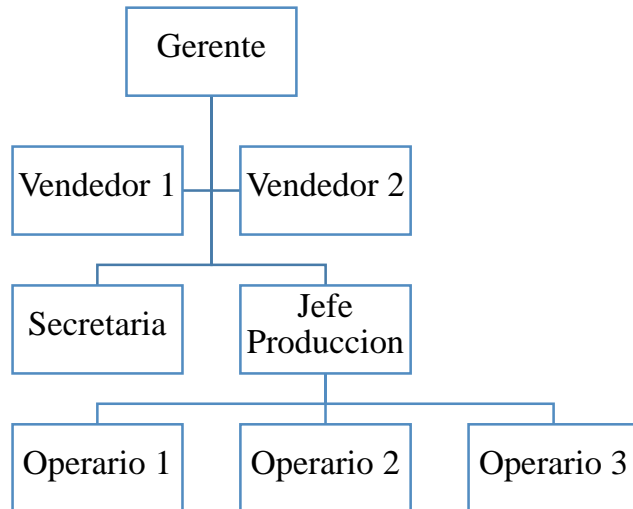 Gerente
Vendedor 1
Vendedor 2
Secretaria
Jefe
Produccion
Operario 1
Operario 2
Operario 3